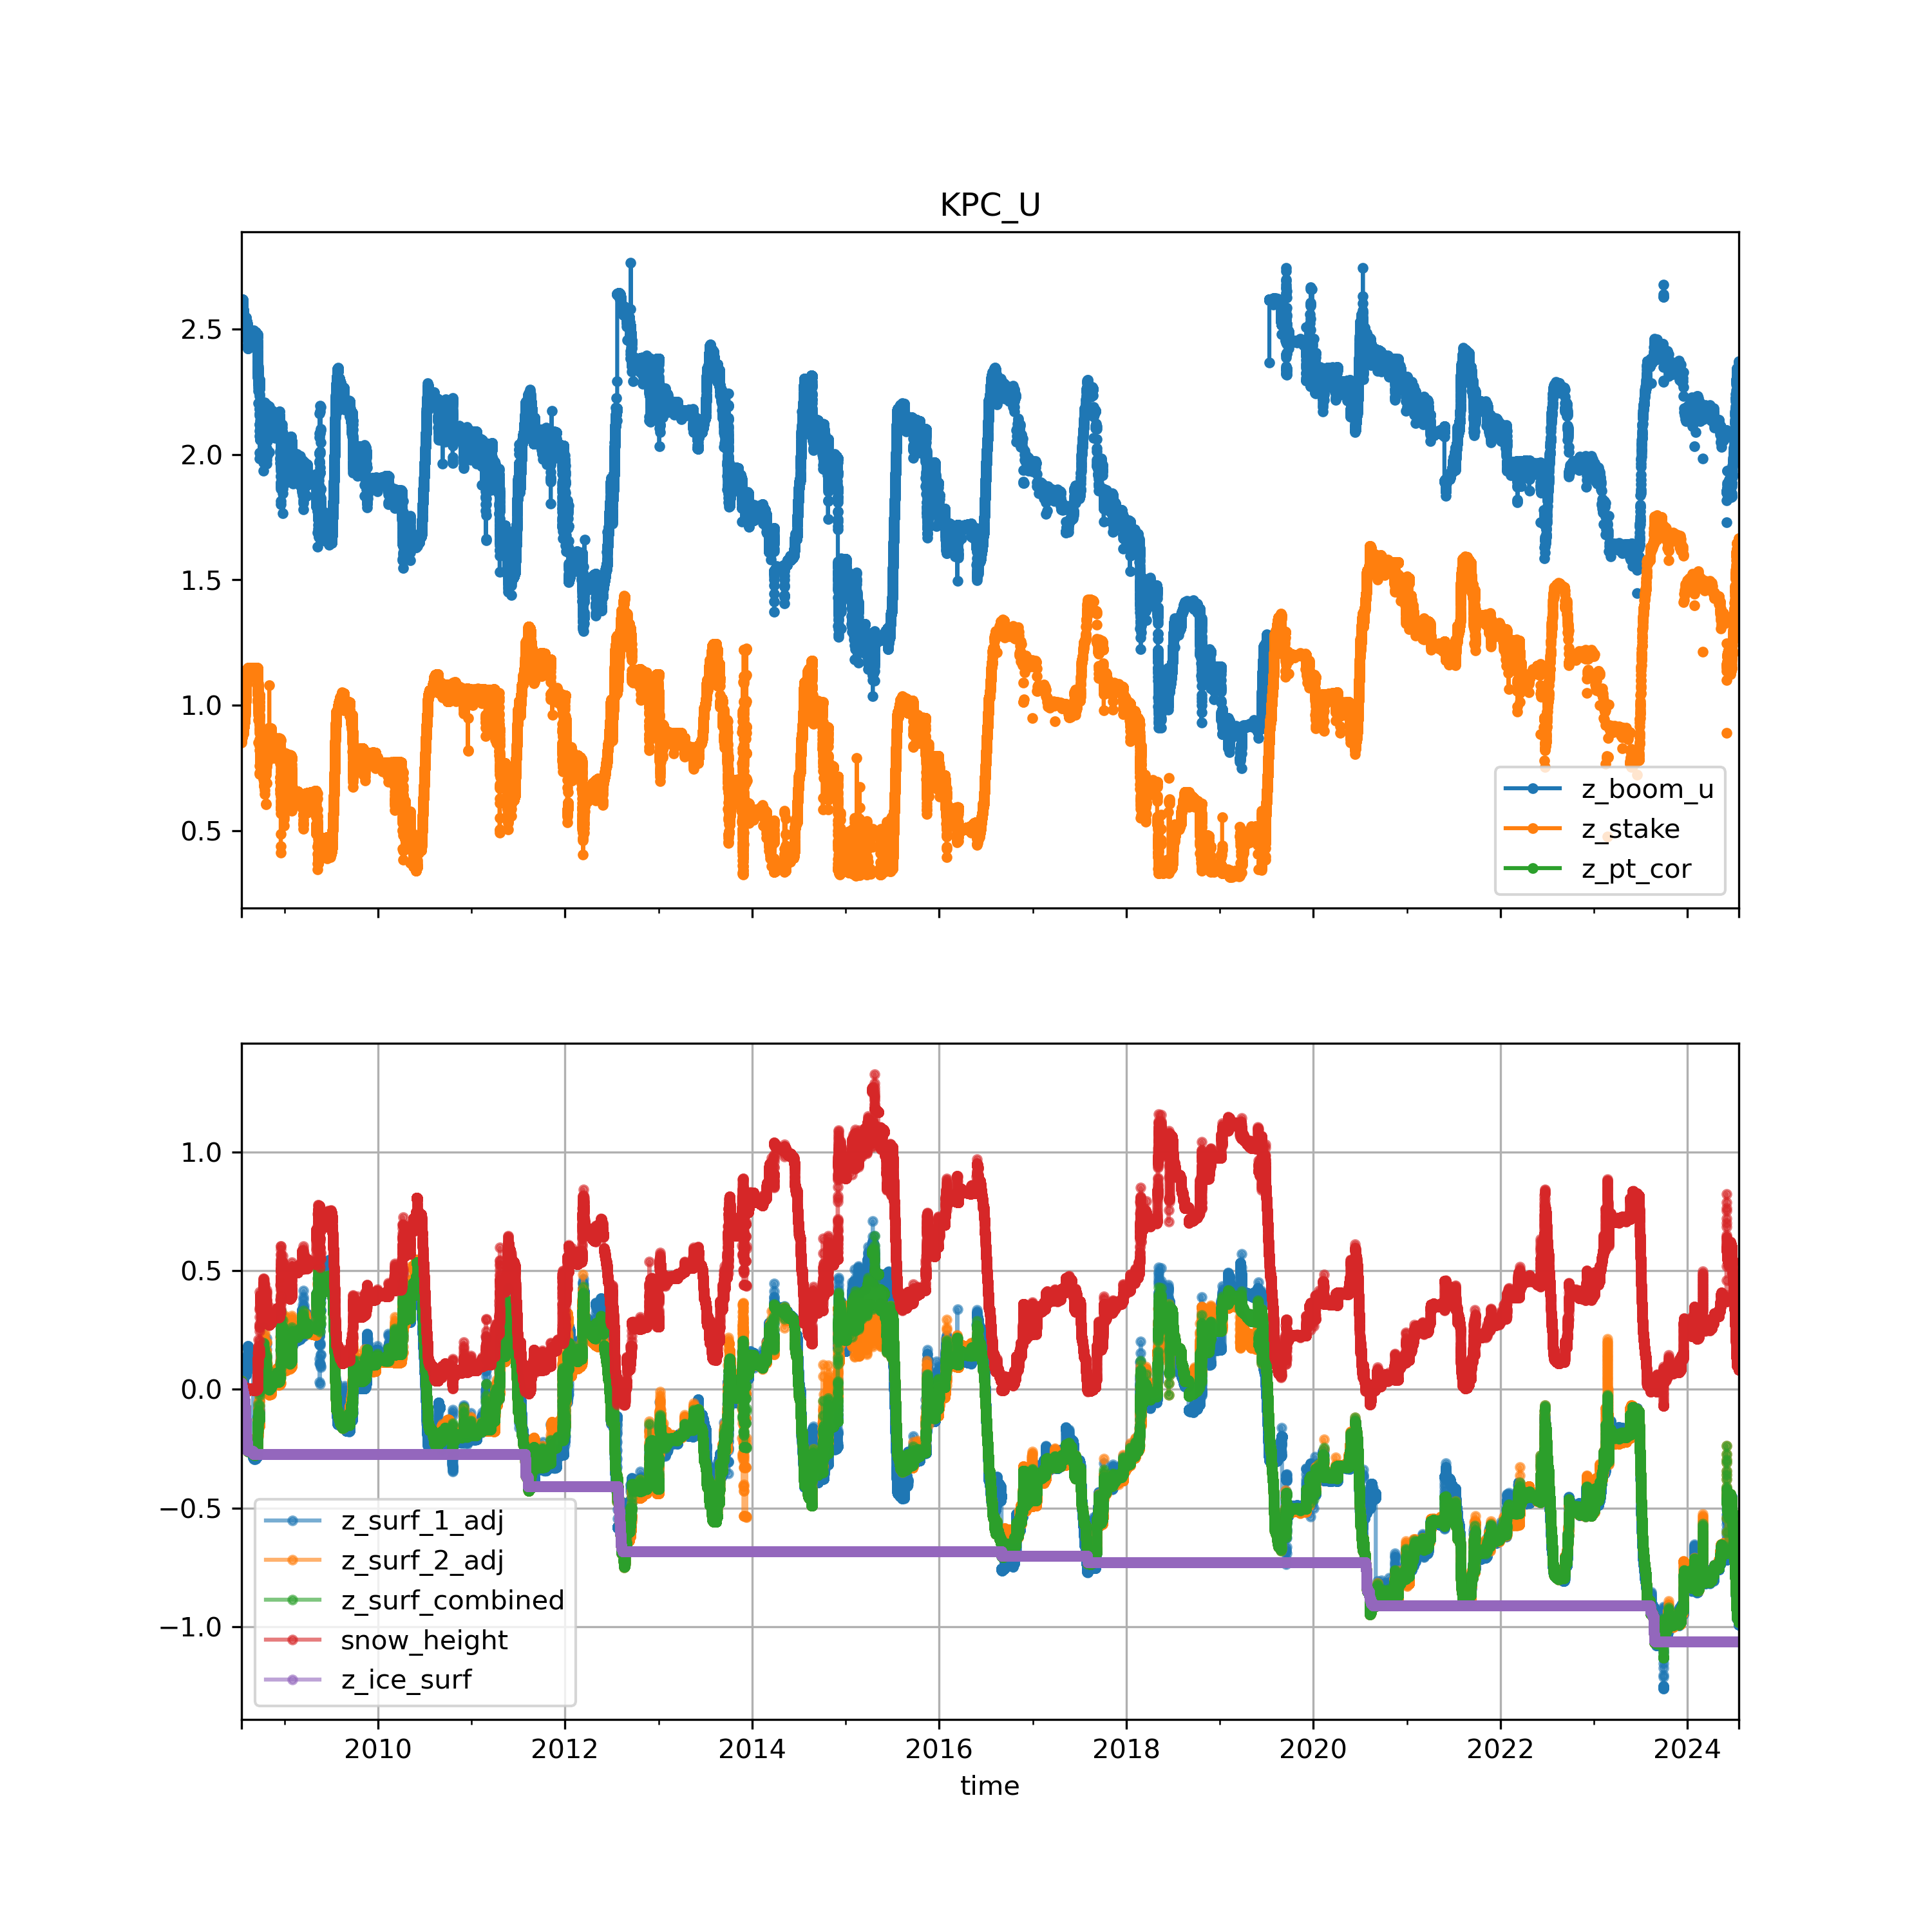 KPC_U
2.5
2.0
1.5
1.0
0.5
z_boom_u
z_stake
z_pt_cor
1.0
0.5
0.0
−0.5
−1.0
z_surf_1_adj
z_surf_2_adj
z_surf_combined
snow_height
z_ice_surf
2010 2012 2014 2016 2018 2020 2022 2024
time